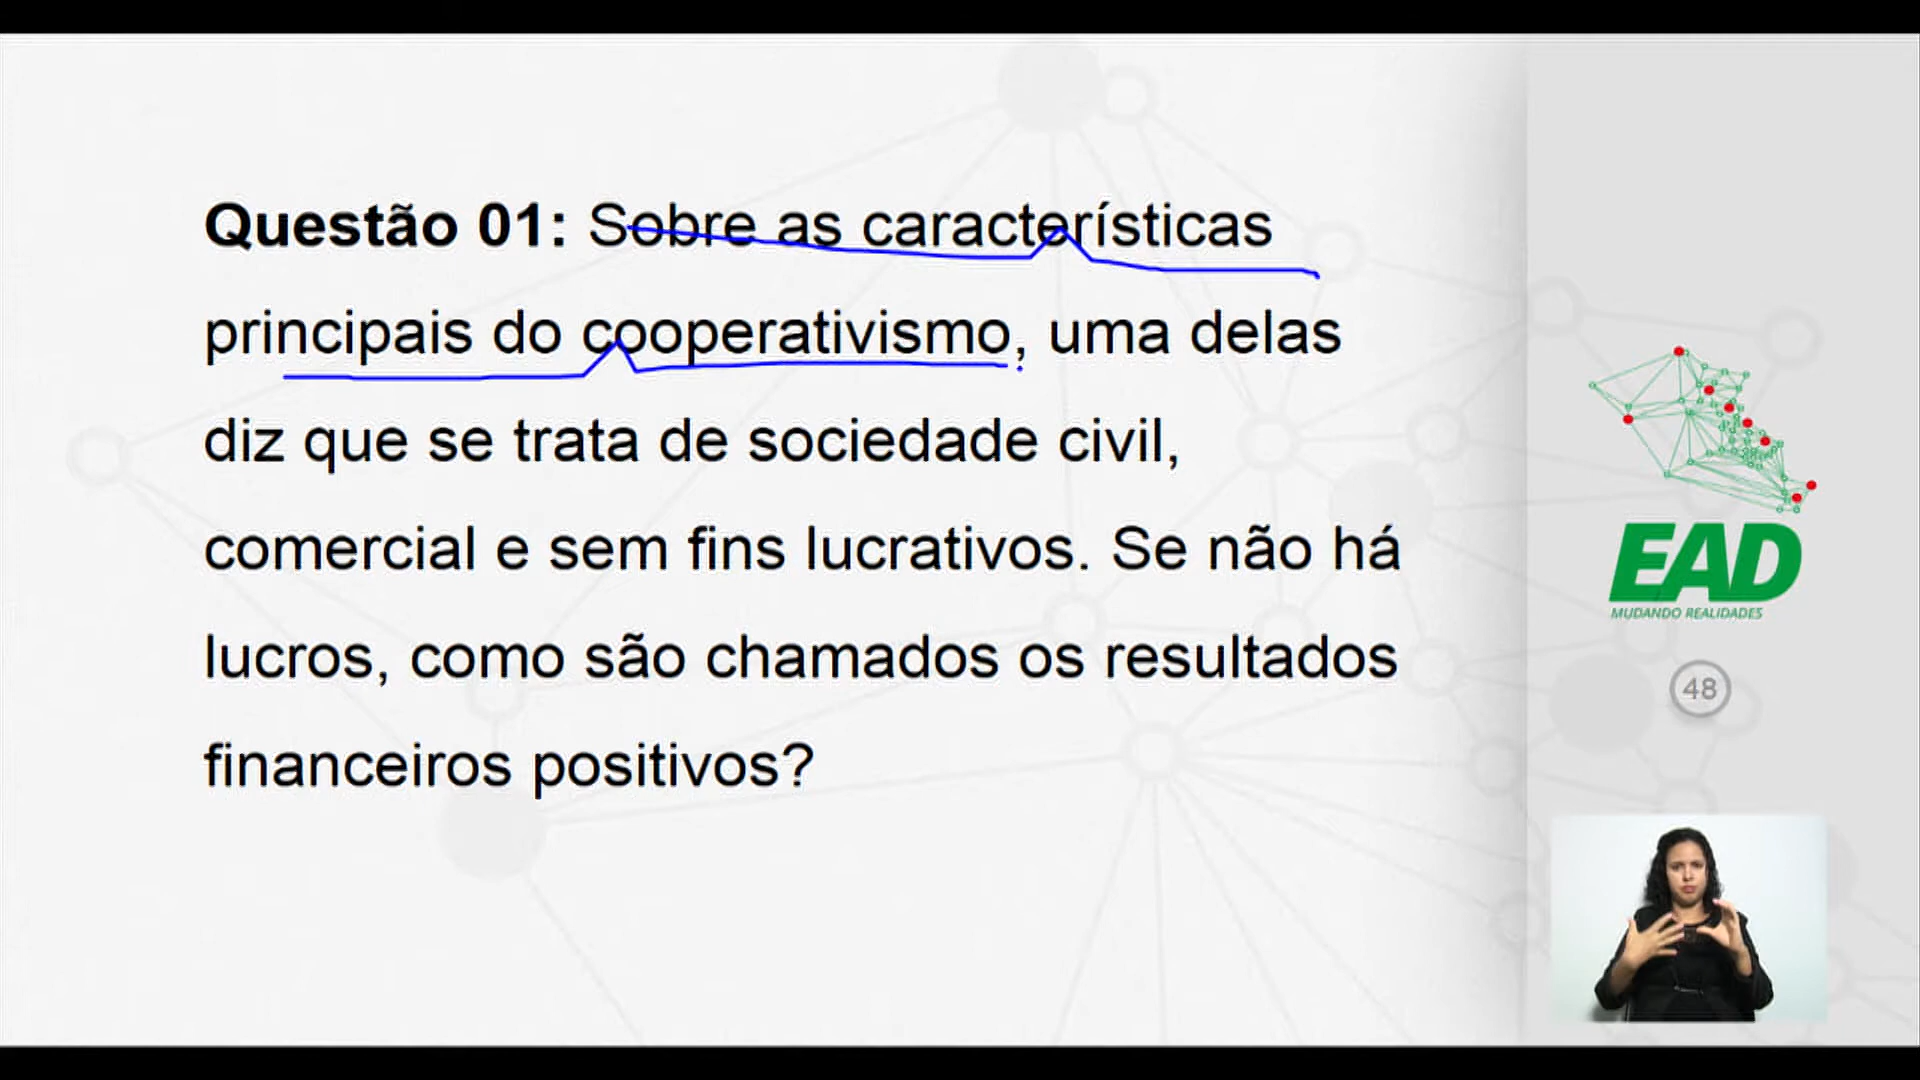 Questão 01: Sobre as características
principais do cooperativismo, uma delas
diz que se trata de sociedade civil,
comercial e sem fins lucrativos. Se não há
lucros, como são chamados os resultados
financeiros positivos?
EAD
MUDANDO REALIDADES
48